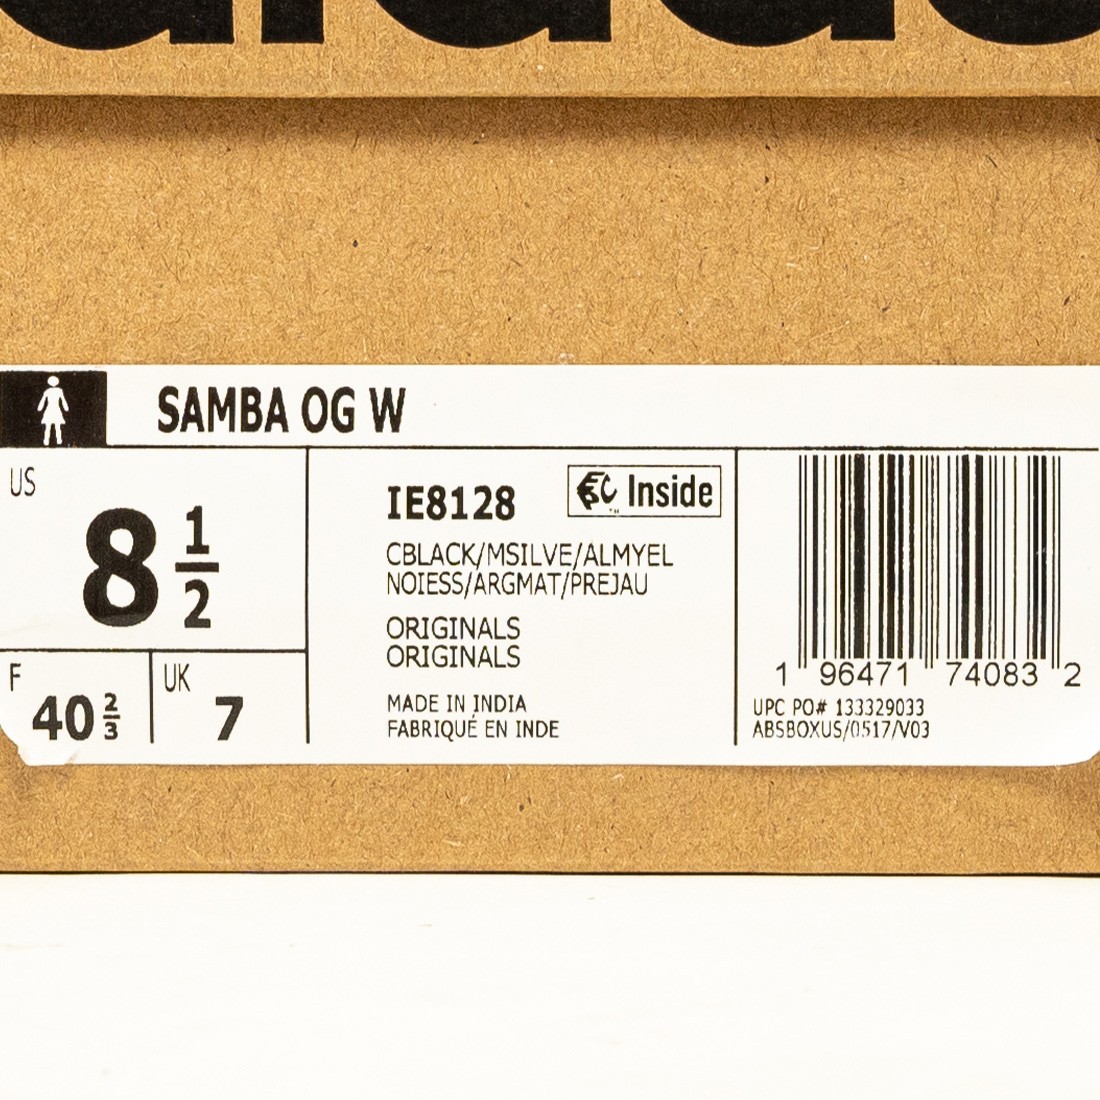 SAMBA OG W
US
8 1/2
F
40 2/3
UK
7
IE8128
Inside
CBLACK/MSILVE/ALMYEL
NOIESS/ARGMAT/PREJAU
ORIGINALS
ORIGINALS
MADE IN INDIA
FABRIQUÉ EN INDE
1 96471 74083 2
UPC PO# 133329033
ABSBOXUS/0517/V03